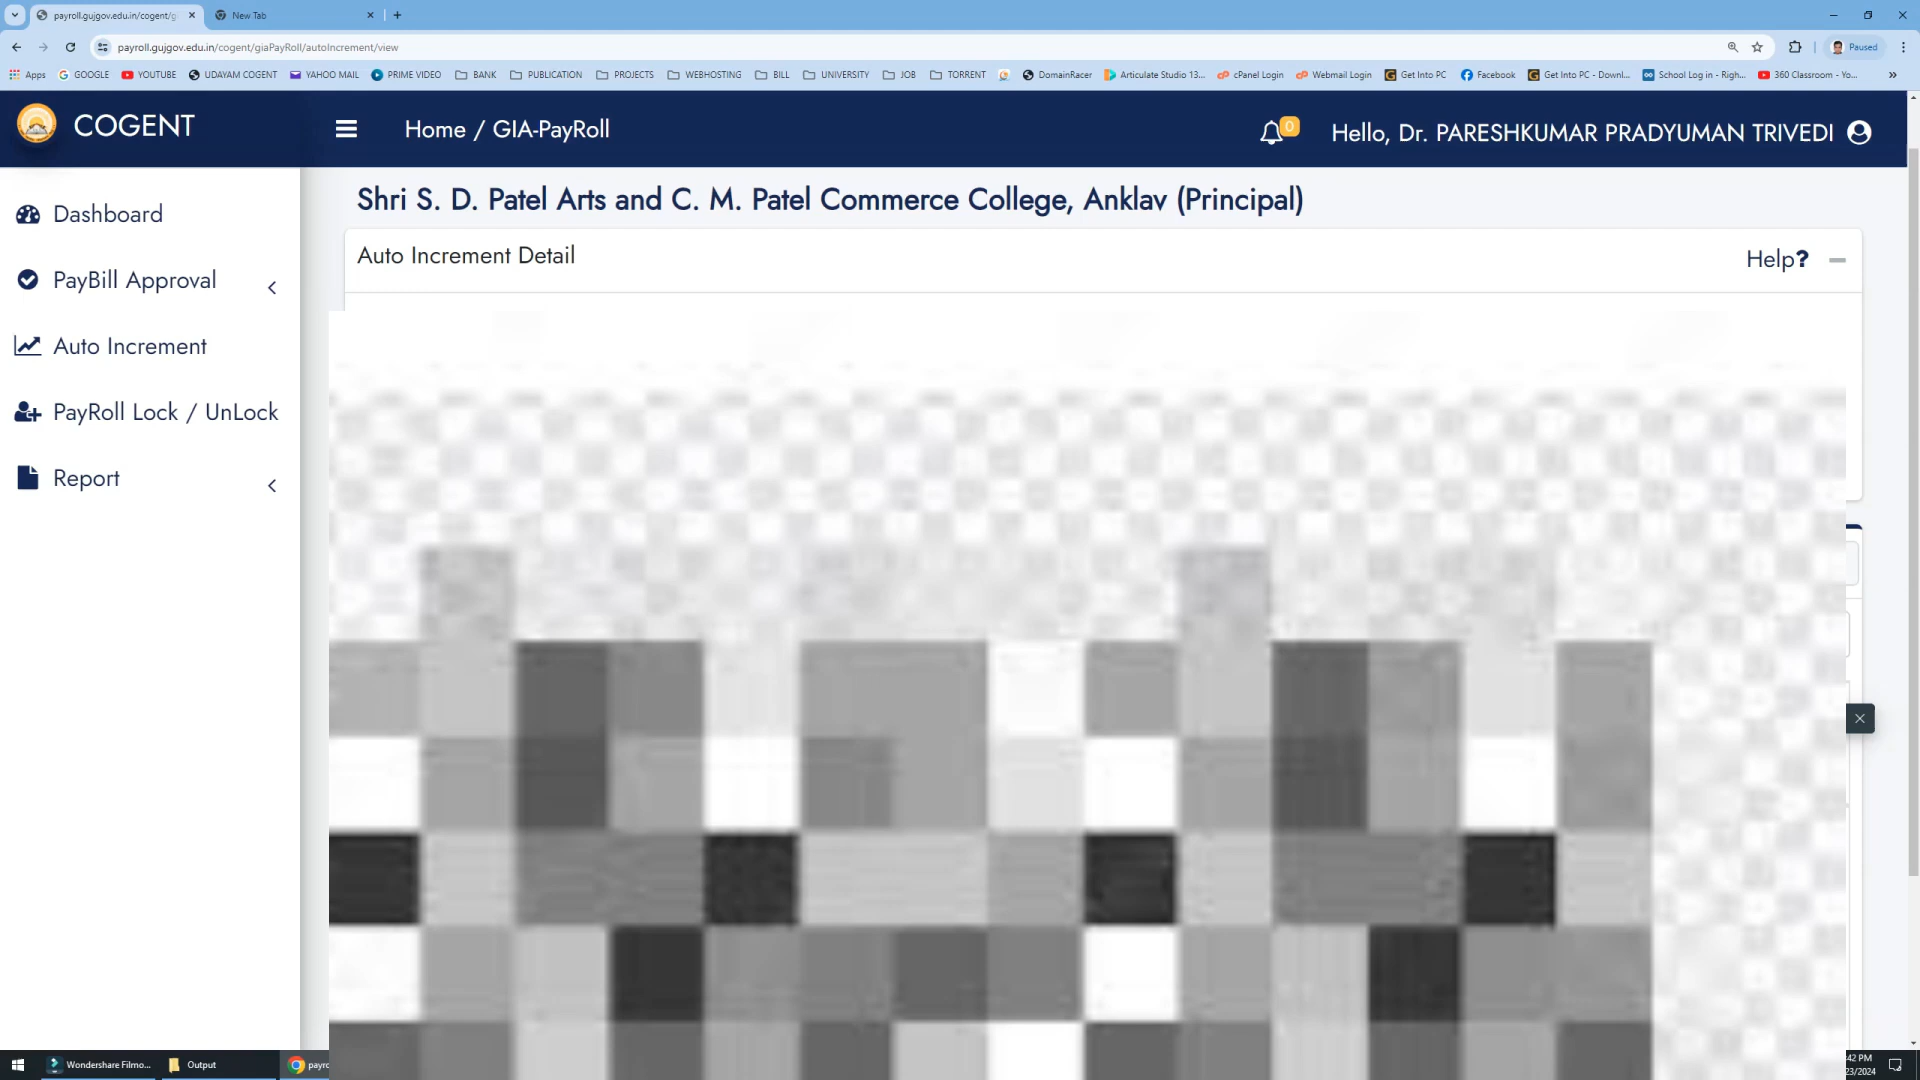 payroll.gujgov.edu.in/cogent/g
New Tab
payroll.gujgov.edu.in/cogent/giaPayRoll/autoIncrement/view
Paused
Apps GOOGLE YOUTUBE UDAYAM COGENT YAHOO MAIL PRIME VIDEO BANK PUBLICATION PROJECTS WEBHOSTING BILL UNIVERSITY JOB TORRENT DomainRacer Articulate Studio 13... cPanel Login Webmail Login Get Into PC Facebook Get Into PC - Downl... School Log in - Righ... 360 Classroom - Yo...
COGENT
Home / GIA-PayRoll
0
Hello, Dr. PARESHKUMAR PRADYUMAN TRIVEDI
Shri S. D. Patel Arts and C. M. Patel Commerce College, Anklav (Principal)
Auto Increment Detail
Help?
Dashboard
PayBill Approval
Auto Increment
PayRoll Lock / UnLock
Report
Wondershare Filmo...
Output
payro
:42 PM
23/2024